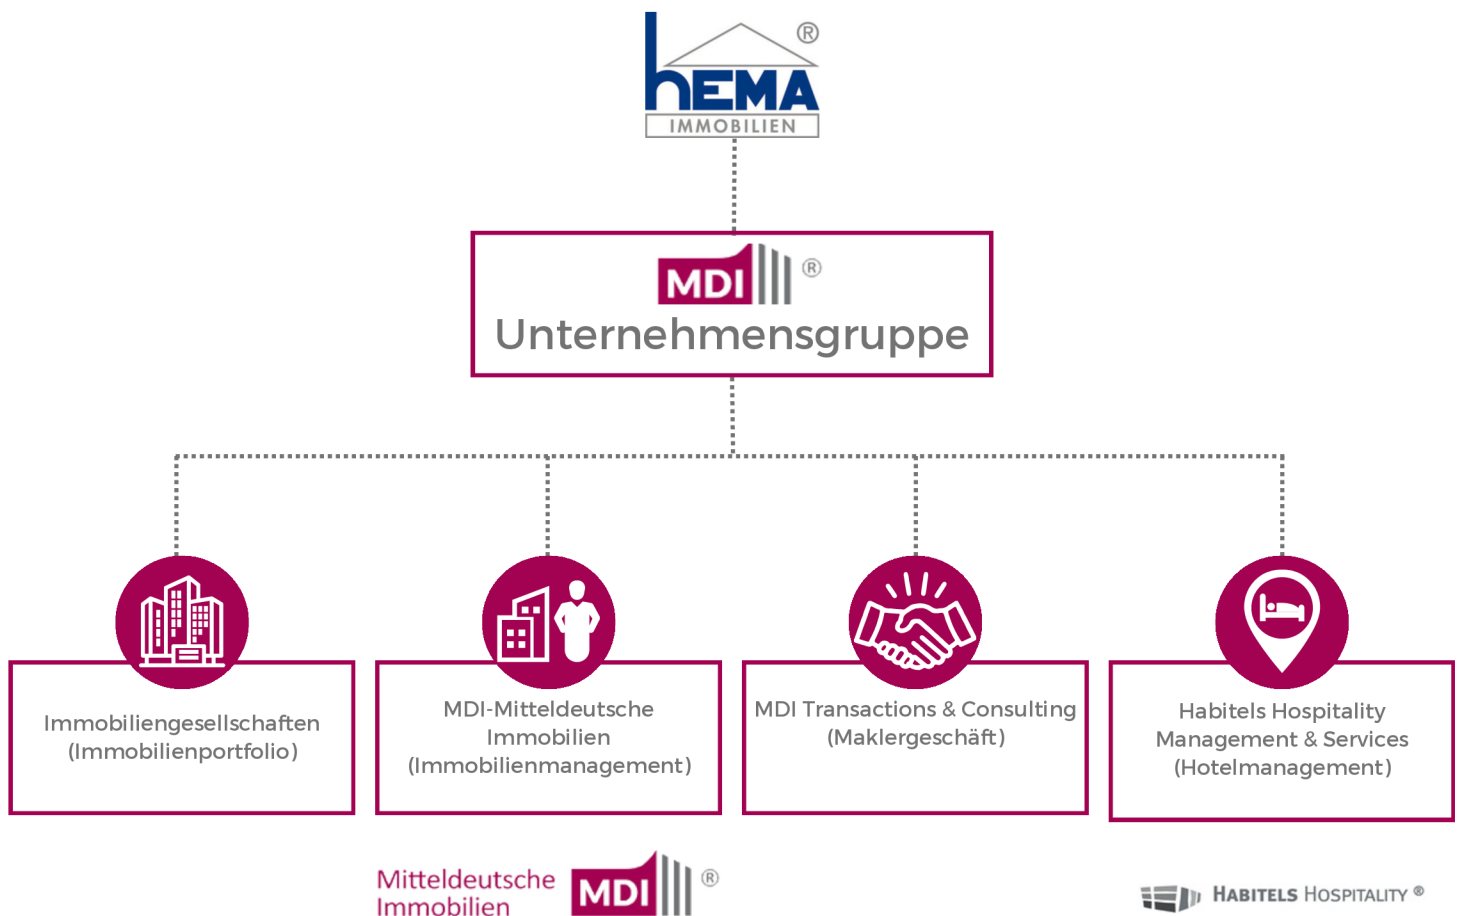 hEMA ®
IMMOBILIEN
MDI ®
Unternehmensgruppe
Immobiliengesellschaften
(Immobilienportfolio)
MDI-Mitteldeutsche
Immobilien
(Immobilienmanagement)
MDI Transactions & Consulting
(Maklergeschäft)
Habitels Hospitality
Management & Services
(Hotelmanagement)
Mitteldeutsche
Immobilien
MDI ®
HABITELS HOSPITALITY ®